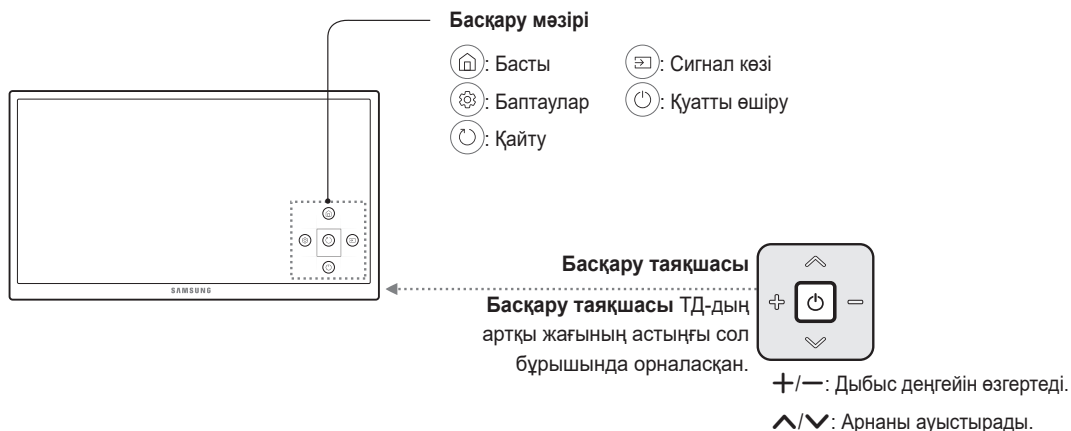 Басқару мәзірі
: Басты
: Сигнал көзі
: Баптаулар
: Қуатты өшіру
: Қайту
SAMSUNG
Басқару таяқшасы
Басқару таяқшасы ТД-дың
артқы жағының астыңғы сол
бұрышында орналасқан.
+/−: Дыбыс деңгейін өзгертеді.
∧/∨: Арнаны ауыстырады.